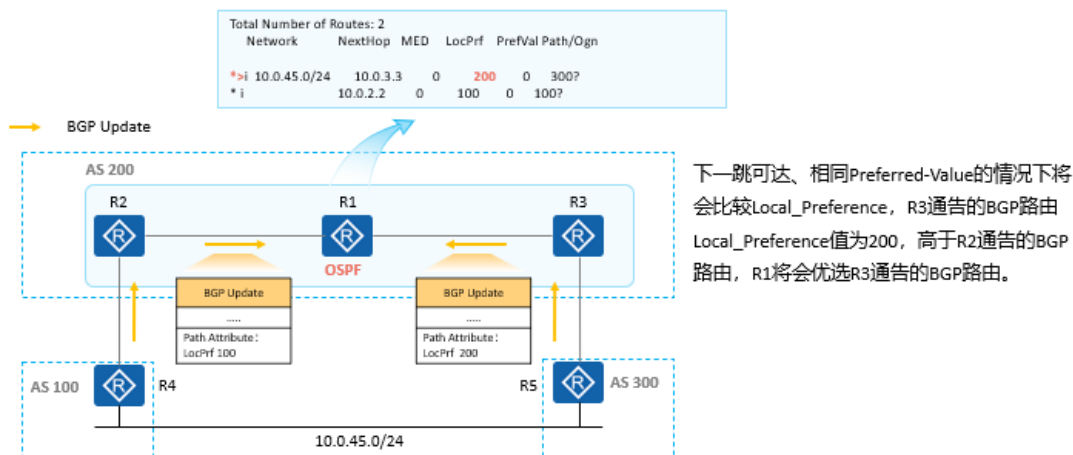 Total Number of Routes: 2
Network NextHop MED LocPrf PrefVal Path/Ogn
*>i 10.0.45.0/24 10.0.3.3 0 200 0 300?
* i 10.0.2.2 0 100 0 100?
BGP Update
AS 200
R2 R1 R3
OSPF
BGP Update
.....
Path Attribute:
LocPrf 100
BGP Update
.....
Path Attribute:
LocPrf 200
AS 100
R4
R5
AS 300
10.0.45.0/24
下一跳可达、相同Preferred-Value的情况下将
会比较Local_Preference，R3通告的BGP路由
Local_Preference值为200，高于R2通告的BGP
路由，R1将会优选R3通告的BGP路由。